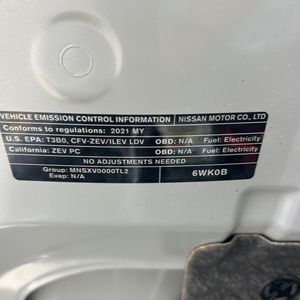 VEHICLE EMISSION CONTROL INFORMATION NISSAN MOTOR CO., LTD
Conforms to regulations: 2021 MY
U.S. EPA: T3B0, CFV-ZEV/ILEV LDV OBD: N/A Fuel: Electricity
California: ZEV PC OBD: N/A Fuel: Electricity
NO ADJUSTMENTS NEEDED
Group: MNSXV0000TL2 6WK0B
Evap: N/A